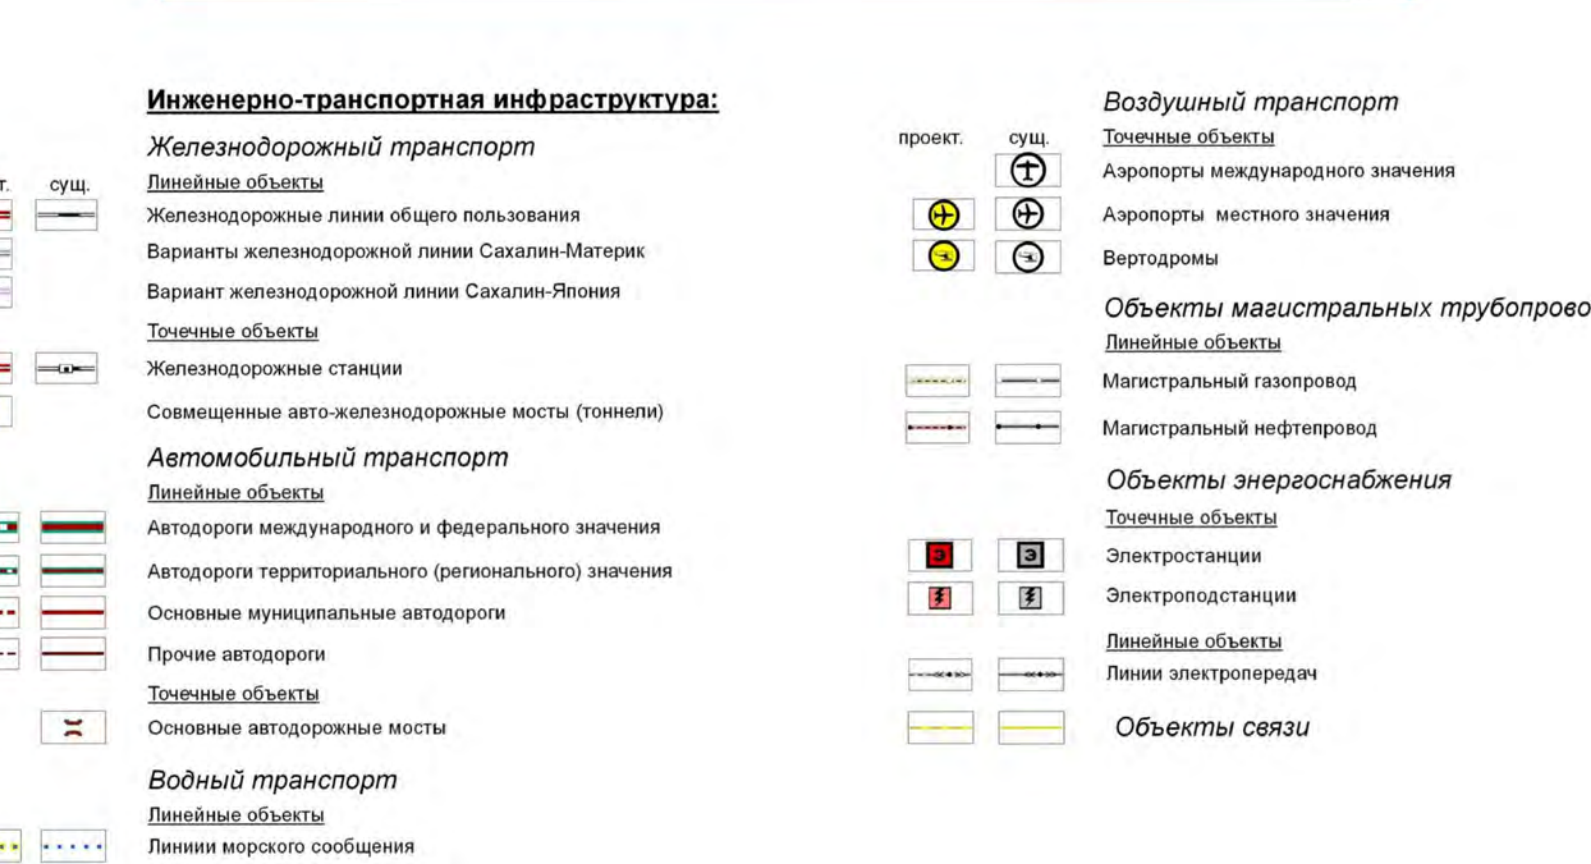 Инженерно-транспортная инфраструктура:
Железнодорожный транспорт
т. сущ. Линейные объекты
Железнодорожные линии общего пользования
Варианты железнодорожной линии Сахалин-Материк
Вариант железнодорожной линии Сахалин-Япония
Точечные объекты
Железнодорожные станции
Совмещенные авто-железнодорожные мосты (тоннели)
Автомобильный транспорт
Линейные объекты
Автодороги международного и федерального значения
Автодороги территориального (регионального) значения
Основные муниципальные автодороги
Прочие автодороги
Точечные объекты
Основные автодорожные мосты
Водный транспорт
Линейные объекты
Линиии морского сообщения
Воздушный транспорт
проект. сущ. Точечные объекты
Аэропорты международного значения
Аэропорты местного значения
Вертодромы
Объекты магистральных трубопрово
Линейные объекты
Магистральный газопровод
Магистральный нефтепровод
Объекты энергоснабжения
Точечные объекты
Э Э Электростанции
Электроподстанции
Линейные объекты
Линии электропередач
Объекты связи